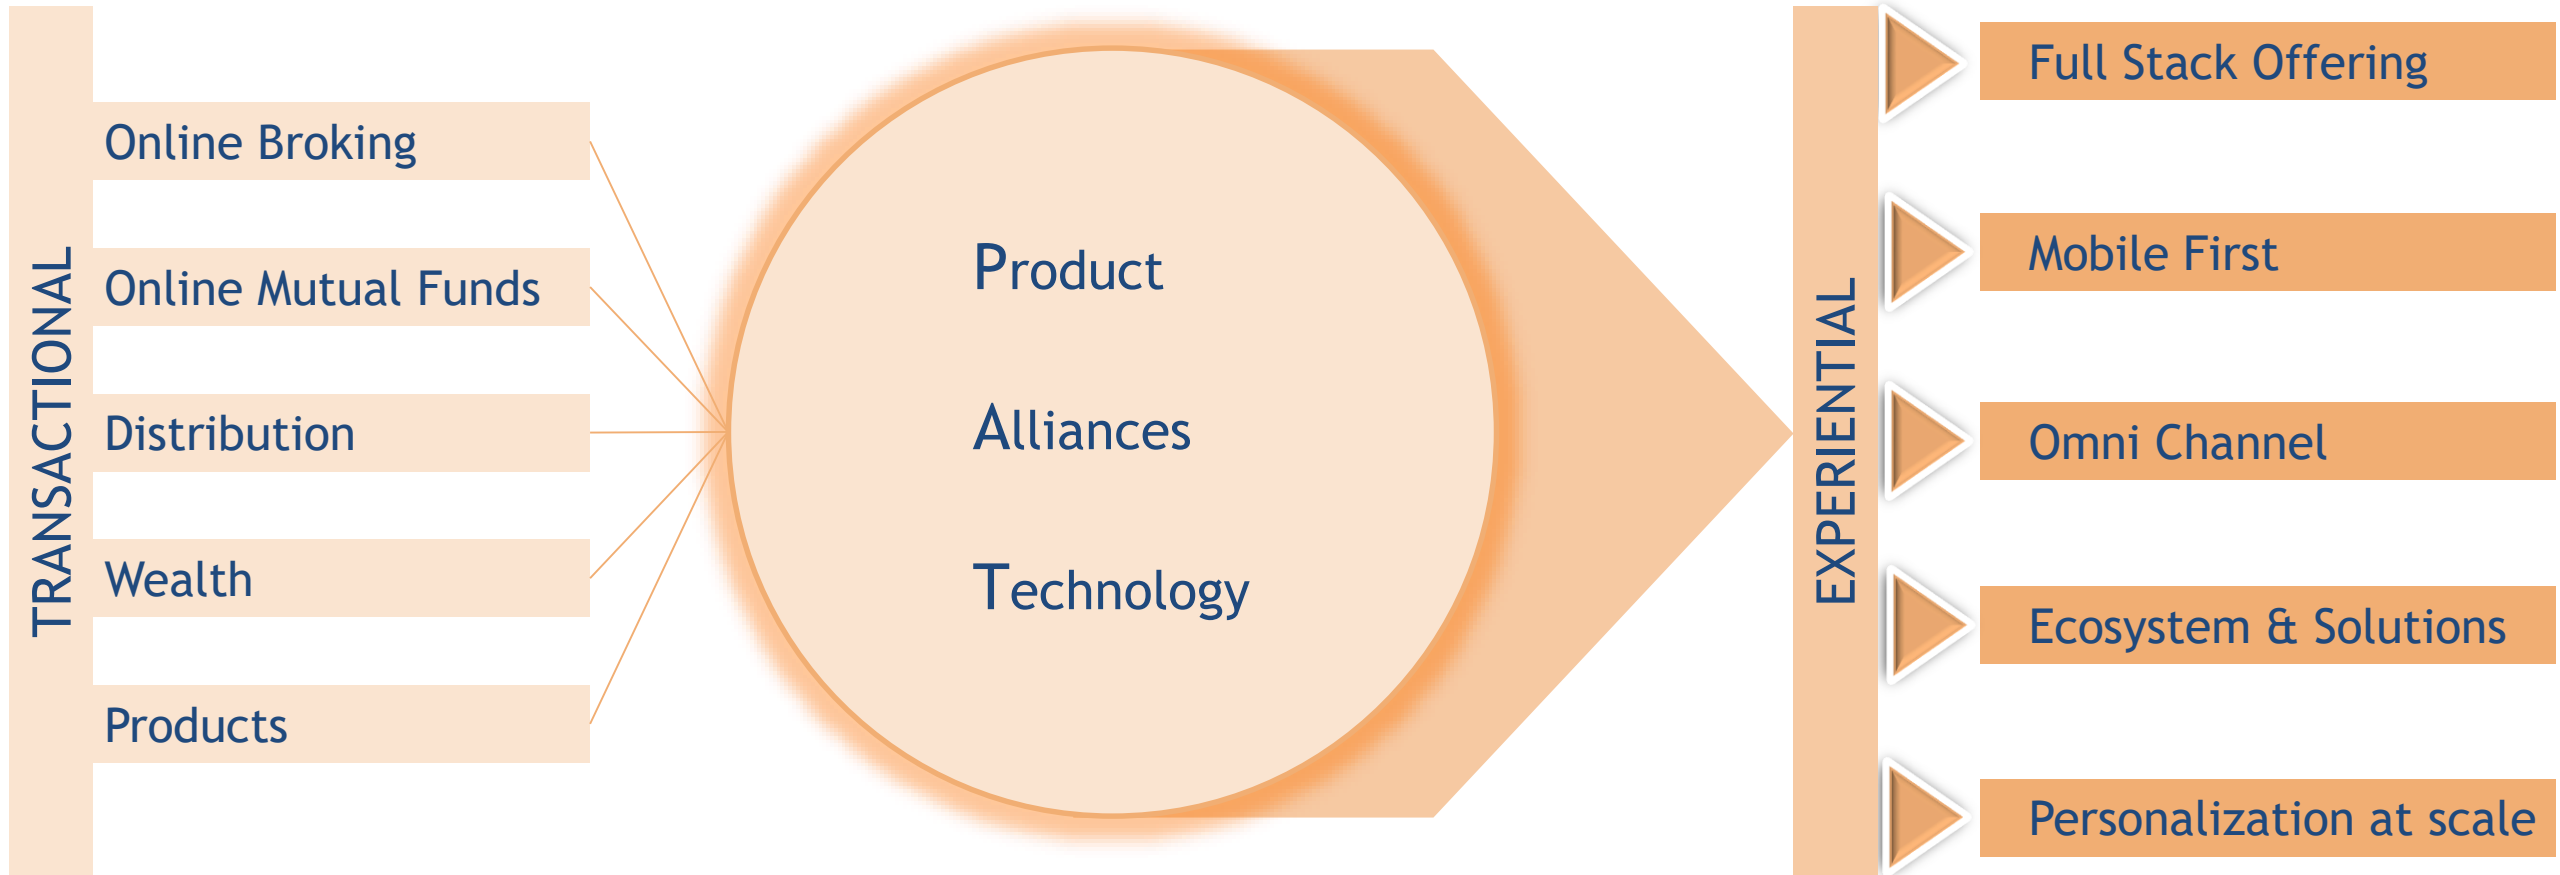 TRANSACTIONAL
Online Broking
Online Mutual Funds
Distribution
Wealth
Products
Product
Alliances
Technology
EXPERIENTIAL
Full Stack Offering
Mobile First
Omni Channel
Ecosystem & Solutions
Personalization at scale